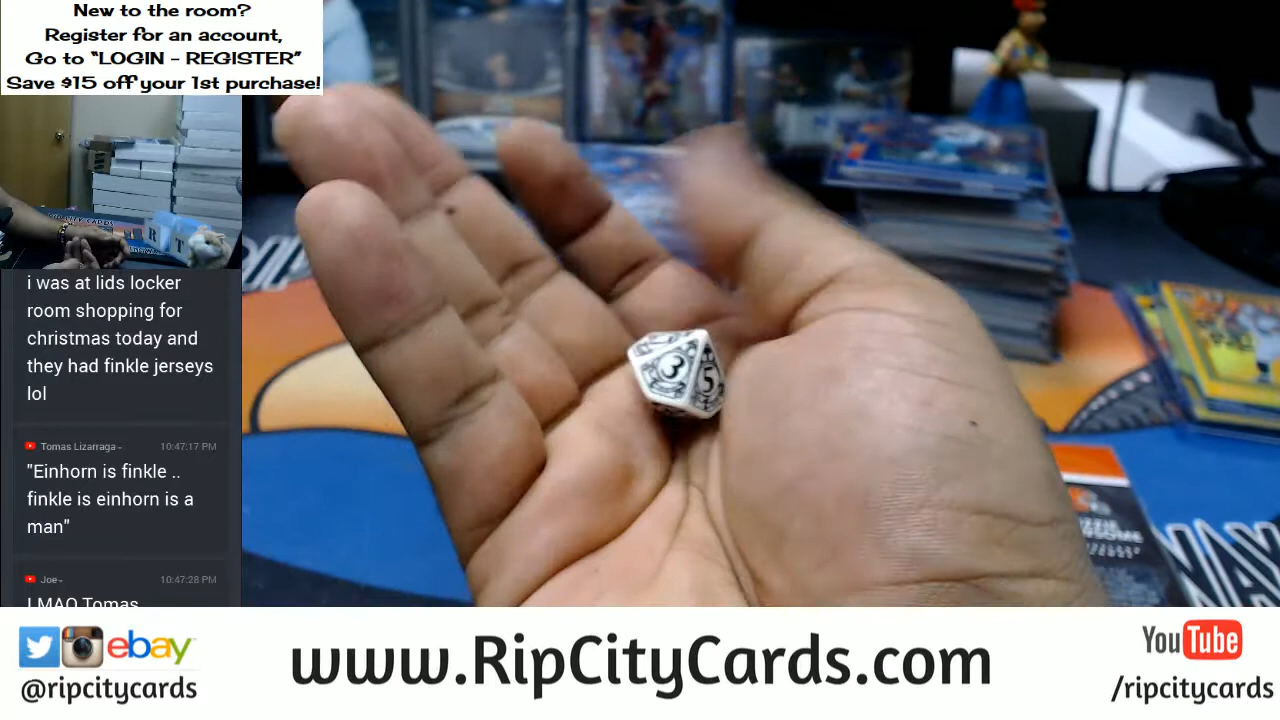 New to the room?
Register for an account,
Go to "LOGIN - REGISTER"
Save $15 off your 1st purchase!
i was at lids locker
room shopping for
christmas today and
they had finkle jerseys
lol
Tomas Lizarraga - 10:47:17 PM
"Einhorn is finkle ..
finkle is einhorn is a
man"
Joe - 10:47:28 PM
LMAO Tomas
3
5
ebay
@ripcitycards
www.RipCityCards.com
YouTube
/ripcitycards